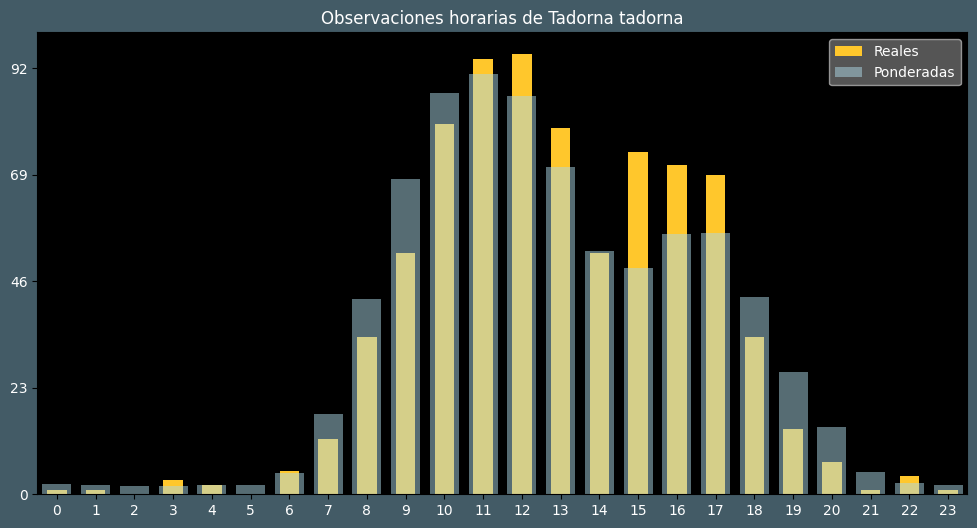 Observaciones horarias de Tadorna tadorna
Reales
Ponderadas
92
69
46
23
0
0 1 2 3 4 5 6 7 8 9 10 11 12 13 14 15 16 17 18 19 20 21 22 23